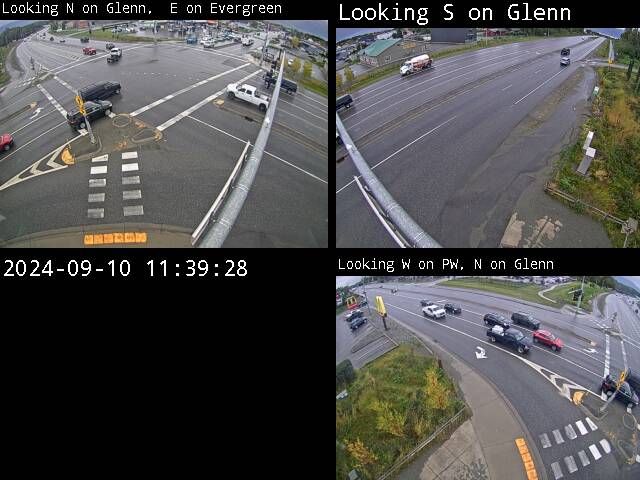 Looking N on Glenn,  E on Evergreen
Looking S on Glenn
2024-09-10 11:39:28
Looking W on PW, N on Glenn